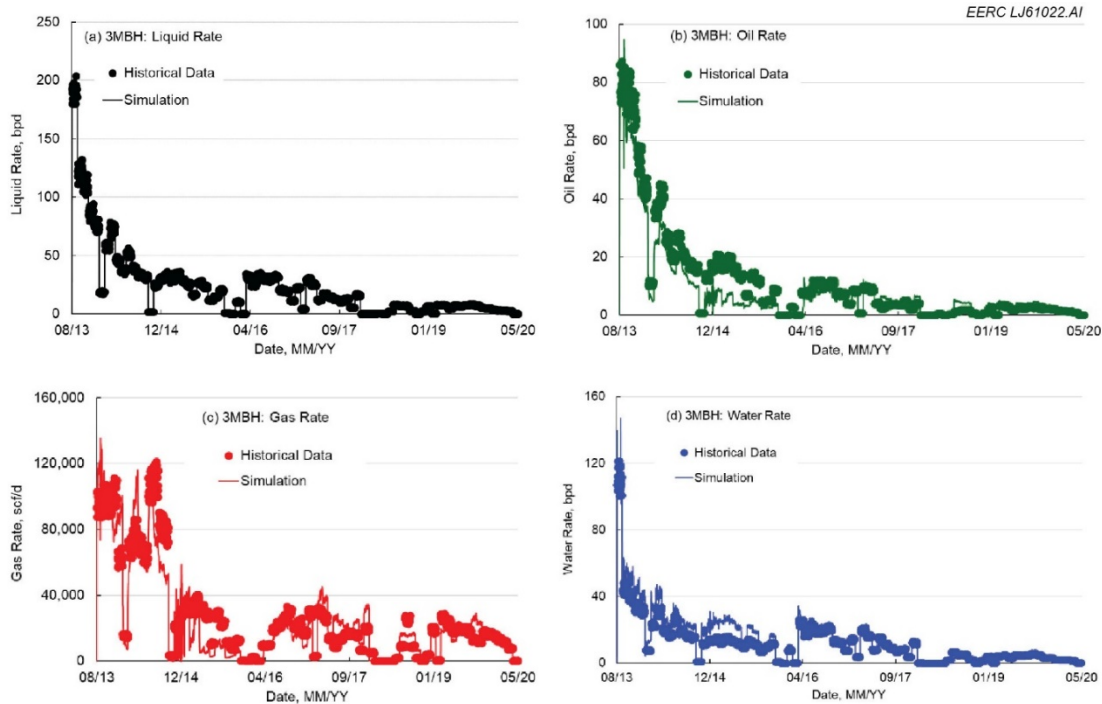 EERC LJ61022.AI
(a) 3MBH: Liquid Rate
Historical Data
Simulation
Liquid Rate, bpd
250
200
150
100
50
0
08/13
12/14
04/16
09/17
01/19
05/20
Date, MM/YY
(b) 3MBH: Oil Rate
Historical Data
Simulation
Oil Rate, bpd
100
80
60
40
20
0
08/13
12/14
04/16
09/17
01/19
05/20
Date, MM/YY
(c) 3MBH: Gas Rate
Historical Data
Simulation
Gas Rate, scf/d
160,000
120,000
80,000
40,000
0
08/13
12/14
04/16
09/17
01/19
05/20
Date, MM/YY
(d) 3MBH: Water Rate
Historical Data
Simulation
Water Rate, bpd
160
120
80
40
0
08/13
12/14
04/16
09/17
01/19
05/20
Date, MM/YY